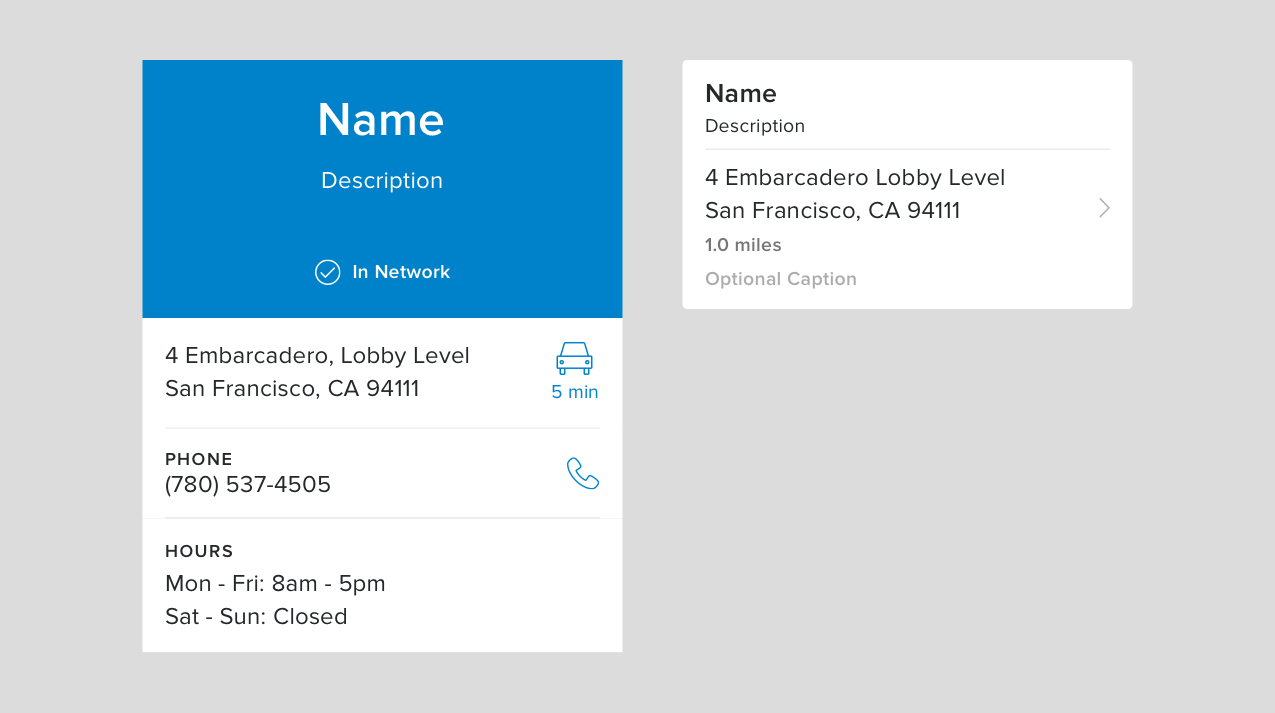 Name
Description
In Network
4 Embarcadero, Lobby Level
San Francisco, CA 94111
5 min
PHONE
(780) 537-4505
HOURS
Mon - Fri: 8am - 5pm
Sat - Sun: Closed
Name
Description
4 Embarcadero Lobby Level
San Francisco, CA 94111
1.0 miles
Optional Caption